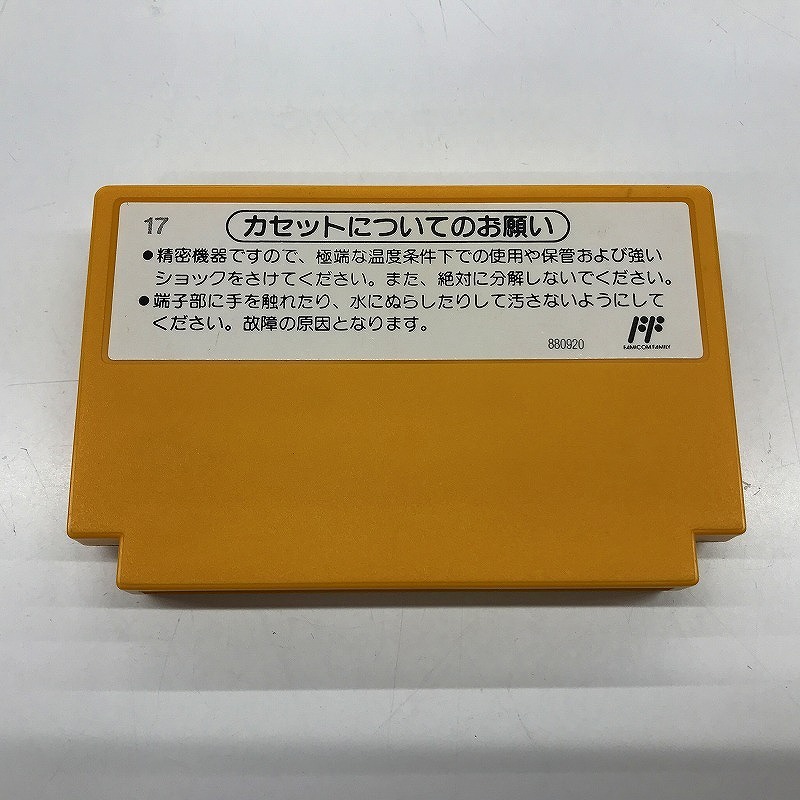 17
カセットについてのお願い
●精密機器ですので、極端な温度条件下での使用や保管および強い
ショックをさけてください。また、絶対に分解しないでください。
●端子部に手を触れたり、水にぬらしたりして汚さないようにして
ください。故障の原因となります。
880920
FF
FAMICOM FAMILY